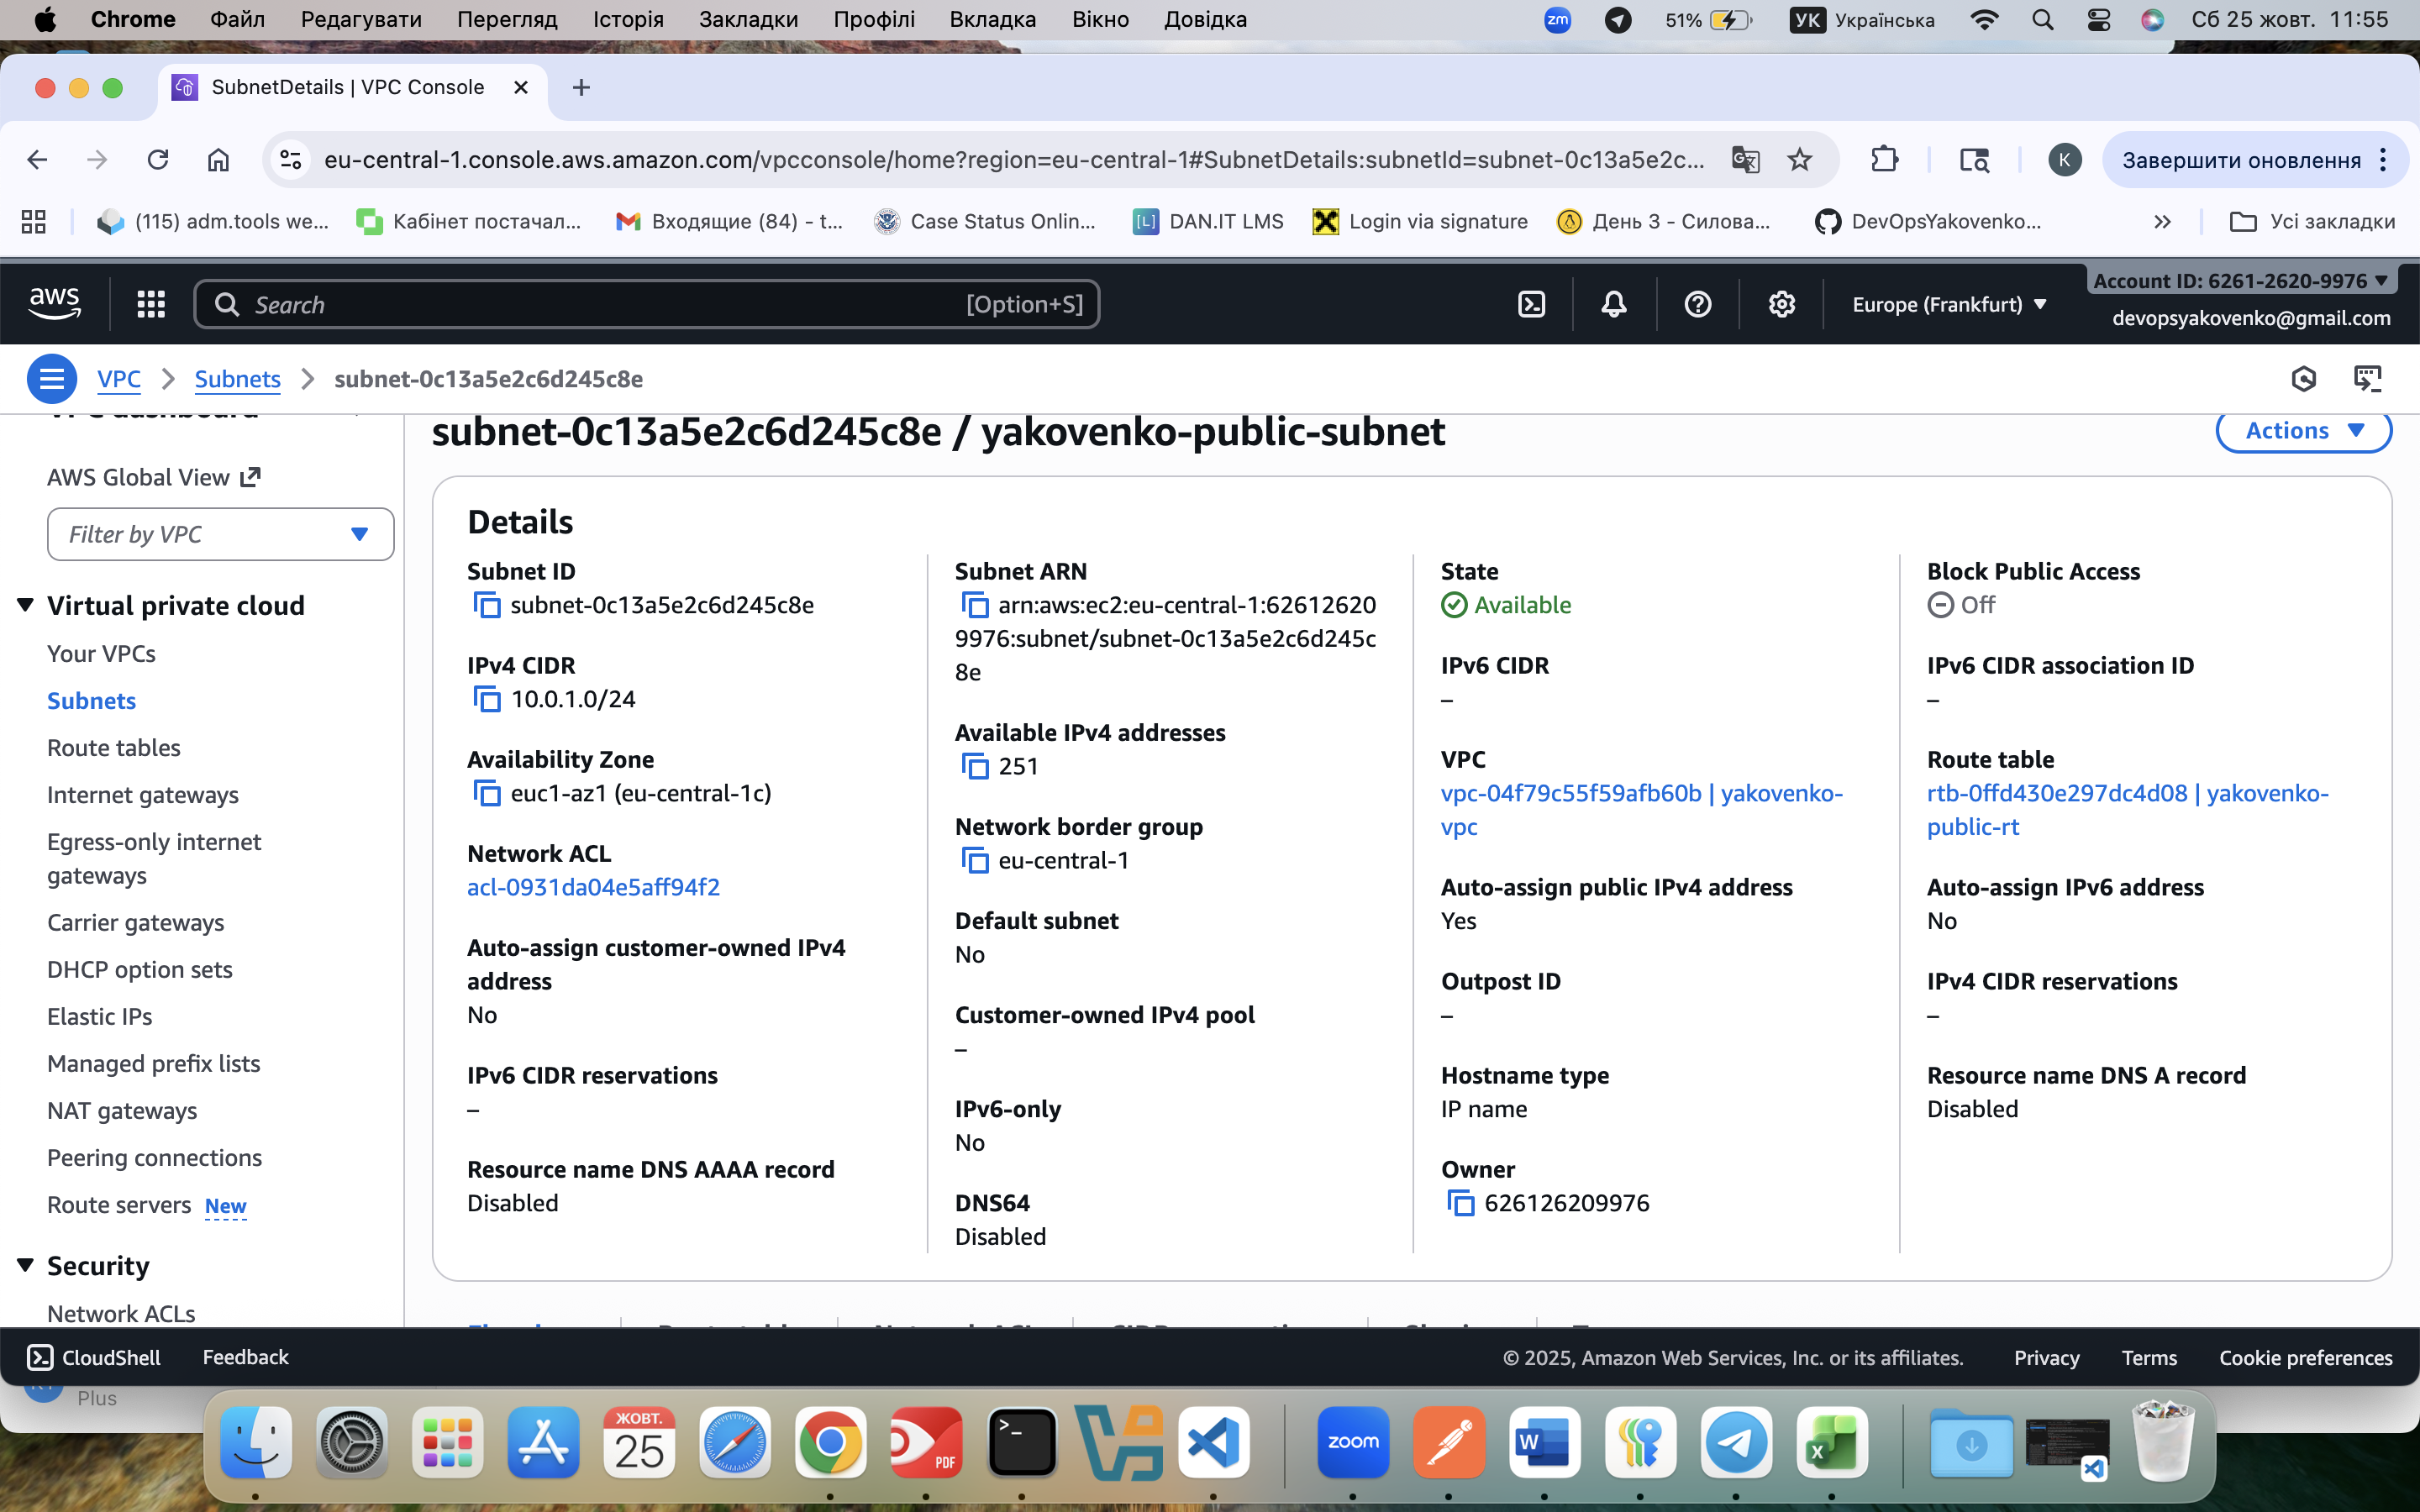 Chrome Файл Редагувати Перегляд Історія Закладки Профілі Вкладка Вікно Довідка zm 51% УК Українська Сб 25 жовт. 11:55
SubnetDetails | VPC Console
eu-central-1.console.aws.amazon.com/vpcconsole/home?region=eu-central-1#SubnetDetails:subnetId=subnet-0c13a5e2c... K Завершити оновлення
(115) adm.tools we... Кабінет постачал... Входящие (84) - t... Case Status Onlin... [L] DAN.IT LMS Login via signature День 3 - Силова... DevOpsYakovenko... Усі закладки
aws Search [Option+S] Europe (Frankfurt) Account ID: 6261-2620-9976
devopsyakovenko@gmail.com
VPC Subnets subnet-0c13a5e2c6d245c8e
subnet-0c13a5e2c6d245c8e / yakovenko-public-subnet
Actions
AWS Global View
Filter by VPC
Virtual private cloud
Your VPCs
Subnets
Route tables
Internet gateways
Egress-only internet
gateways
Carrier gateways
DHCP option sets
Elastic IPs
Managed prefix lists
NAT gateways
Peering connections
Route servers New
Security
Network ACLs
Details
Subnet ID
subnet-0c13a5e2c6d245c8e
IPv4 CIDR
10.0.1.0/24
Availability Zone
euc1-az1 (eu-central-1c)
Network ACL
acl-0931da04e5aff94f2
Auto-assign customer-owned IPv4
address
No
IPv6 CIDR reservations
–
Resource name DNS AAAA record
Disabled
Subnet ARN
arn:aws:ec2:eu-central-1:62612620
9976:subnet/subnet-0c13a5e2c6d245c
8e
Available IPv4 addresses
251
Network border group
eu-central-1
Default subnet
No
Customer-owned IPv4 pool
–
IPv6-only
No
DNS64
Disabled
State
Available
IPv6 CIDR
–
VPC
vpc-04f79c55f59afb60b | yakovenko-
vpc
Auto-assign public IPv4 address
Yes
Outpost ID
–
Hostname type
IP name
Owner
626126209976
Block Public Access
Off
IPv6 CIDR association ID
–
Route table
rtb-0ffd430e297dc4d08 | yakovenko-
public-rt
Auto-assign IPv6 address
No
IPv4 CIDR reservations
–
Resource name DNS A record
Disabled
CloudShell Feedback © 2025, Amazon Web Services, Inc. or its affiliates. Privacy Terms Cookie preferences
Plus
ЖОВТ.
25
PDF
zoom
W
X